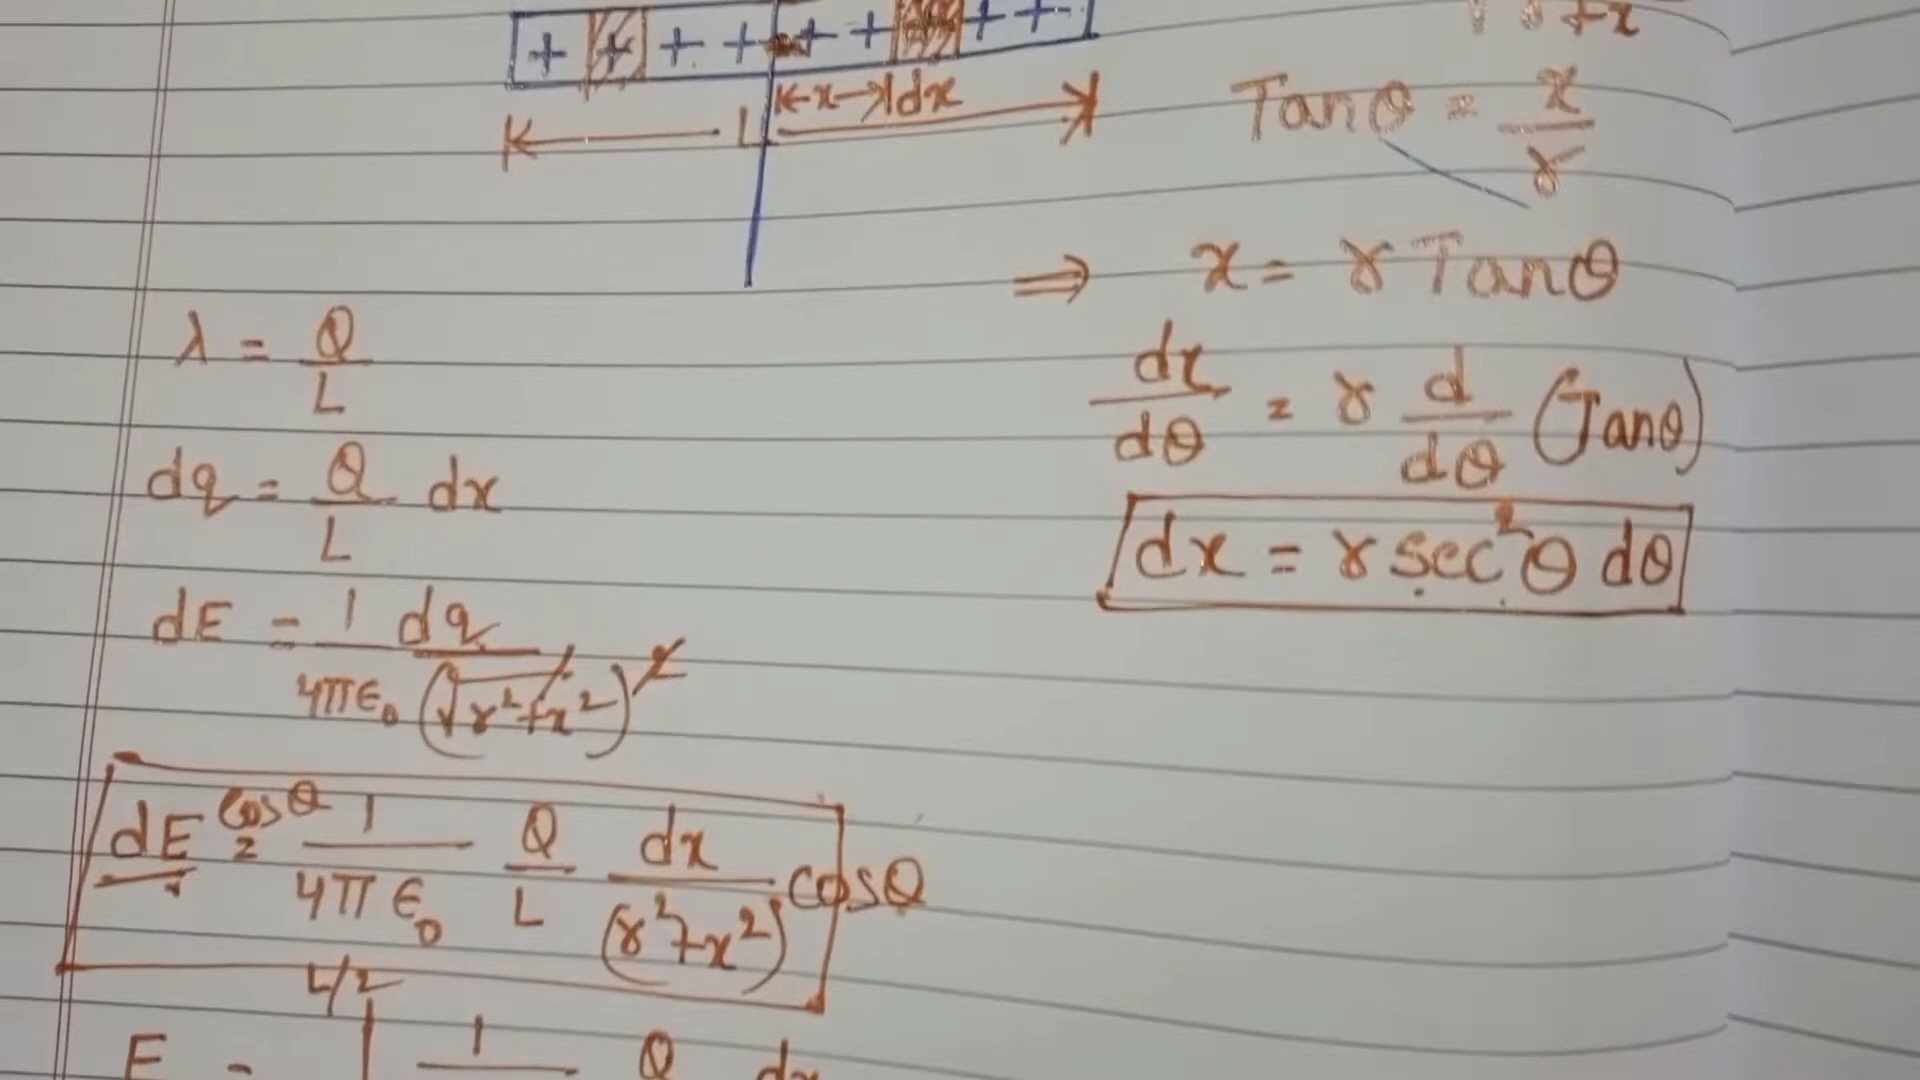 + + + + + + + + +
x dx
L
Tanθ = x/r
⇒ x = r Tanθ
dx/dθ = r d/dθ (Tanθ)
dx = r sec²θ dθ
λ = Q/L
dq = Q/L dx
dE = 1/4πϵ₀ dq/(√r²+x²)²
dE cosθ = 1/4πϵ₀ Q/L dx/(r²+x²) cosθ
L/2
E = ∫ 1 Q dx